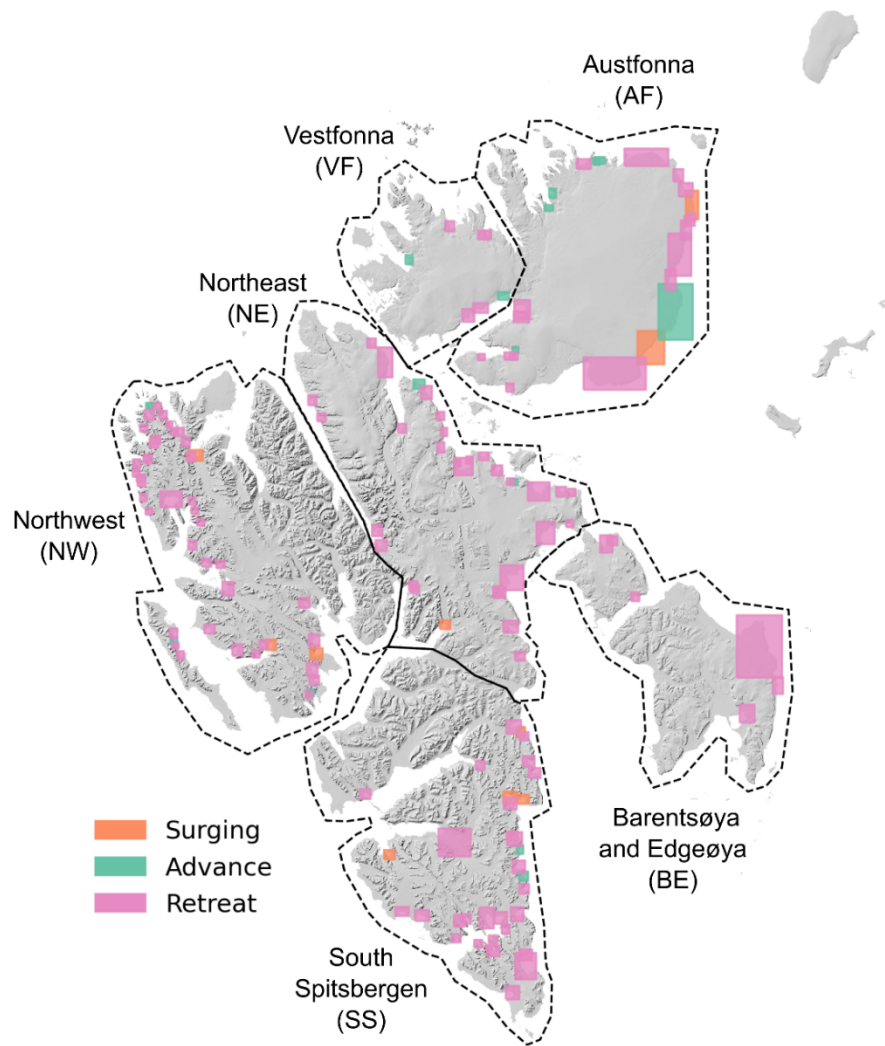 Austfonna
(AF)
Vestfonna
(VF)
Northeast
(NE)
Northwest
(NW)
Surging
Advance
Retreat
Barentsøya
and Edgeøya
(BE)
South
Spitsbergen
(SS)